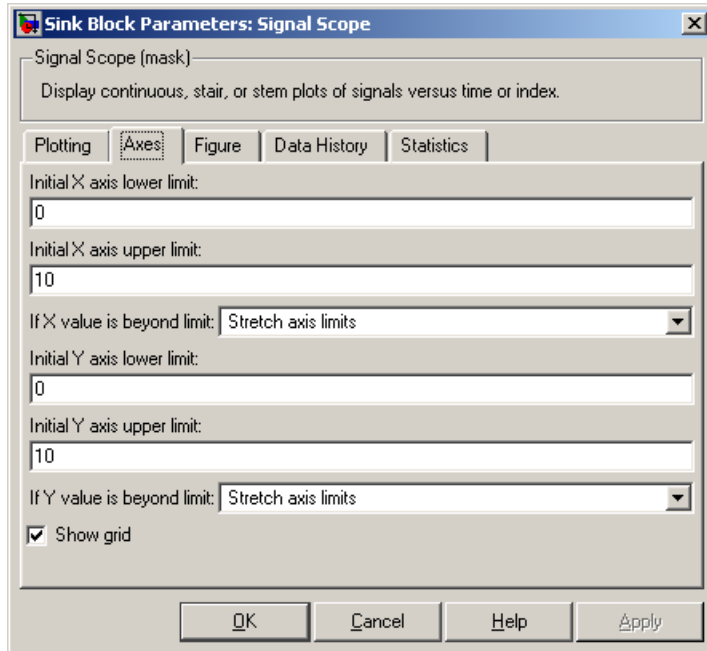 Sink Block Parameters: Signal Scope
Signal Scope (mask)
Display continuous, stair, or stem plots of signals versus time or index.
Plotting Axes Figure Data History Statistics
Initial X axis lower limit:
0
Initial X axis upper limit:
10
If X value is beyond limit: Stretch axis limits
Initial Y axis lower limit:
0
Initial Y axis upper limit:
10
If Y value is beyond limit: Stretch axis limits
Show grid
OK Cancel Help Apply